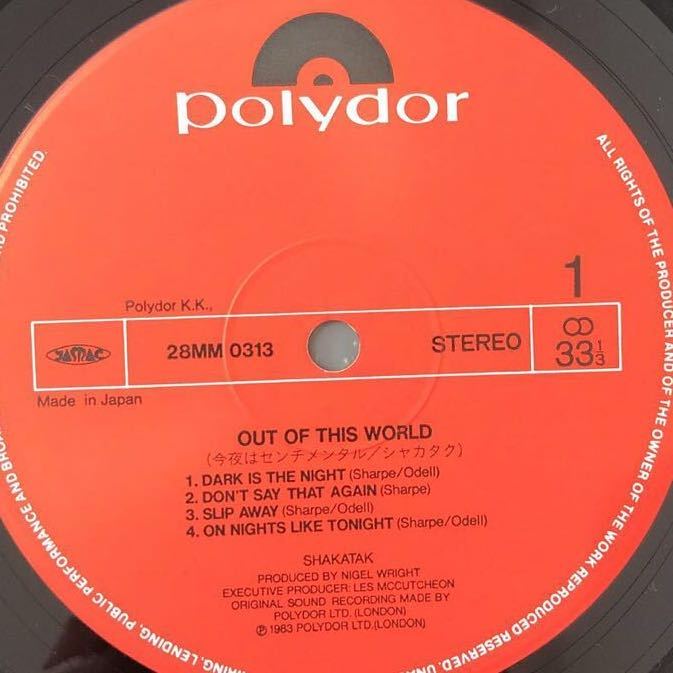 polydor
1
Polydor K.K.,
JASRAC
28MM 0313
STEREO
33 1/3
Made in Japan
OUT OF THIS WORLD
(今夜はセンチメンタル/シャカタク)
1. DARK IS THE NIGHT (Sharpe/Odell)
2. DON'T SAY THAT AGAIN (Sharpe)
3. SLIP AWAY (Sharpe/Odell)
4. ON NIGHTS LIKE TONIGHT (Sharpe/Odell)
SHAKATAK
PRODUCED BY NIGEL WRIGHT
EXECUTIVE PRODUCER: LES MCCUTCHEON
ORIGINAL SOUND RECORDING MADE BY
POLYDOR LTD. (LONDON)
℗ 1983 POLYDOR LTD.(LONDON)
ALL RIGHTS OF THE PRODUCER AND OF THE OWNER OF THE WORK REPRODUCED RESERVED.
LENDING, PUBLIC PERFORMANCE AND
PROHIBITED.